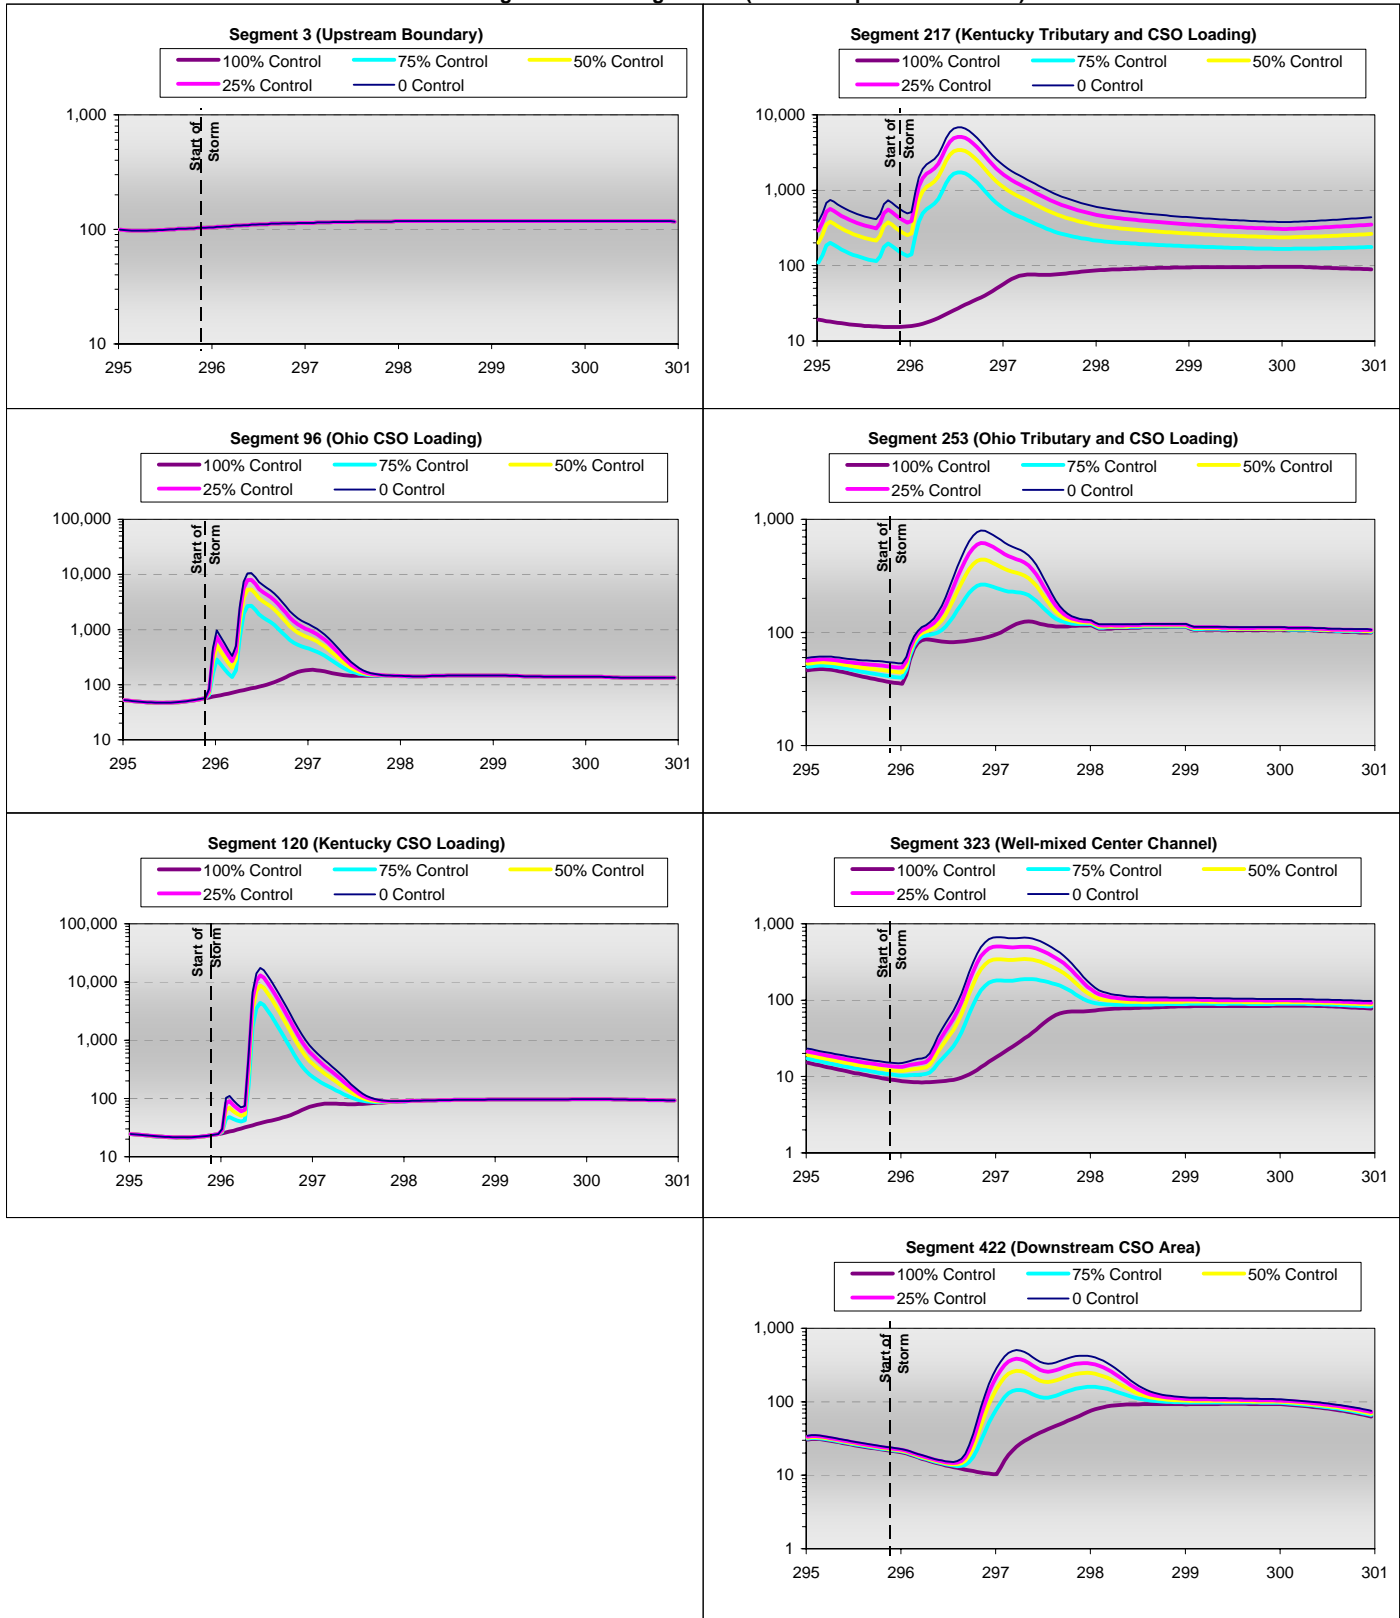 Segment 3 (Upstream Boundary)
100% Control 75% Control 50% Control
25% Control 0 Control
Start of
Storm
1,000
100
10
295 296 297 298 299 300 301
Segment 217 (Kentucky Tributary and CSO Loading)
100% Control 75% Control 50% Control
25% Control 0 Control
Start of
Storm
10,000
1,000
100
10
295 296 297 298 299 300 301
Segment 96 (Ohio CSO Loading)
100% Control 75% Control 50% Control
25% Control 0 Control
Start of
Storm
100,000
10,000
1,000
100
10
295 296 297 298 299 300 301
Segment 253 (Ohio Tributary and CSO Loading)
100% Control 75% Control 50% Control
25% Control 0 Control
Start of
Storm
1,000
100
10
295 296 297 298 299 300 301
Segment 120 (Kentucky CSO Loading)
100% Control 75% Control 50% Control
25% Control 0 Control
Start of
Storm
100,000
10,000
1,000
100
10
295 296 297 298 299 300 301
Segment 323 (Well-mixed Center Channel)
100% Control 75% Control 50% Control
25% Control 0 Control
Start of
Storm
1,000
100
10
1
295 296 297 298 299 300 301
Segment 422 (Downstream CSO Area)
100% Control 75% Control 50% Control
25% Control 0 Control
Start of
Storm
1,000
100
10
1
295 296 297 298 299 300 301